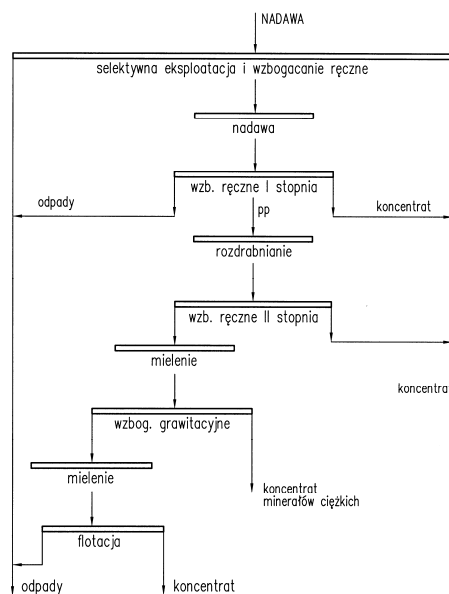 NADAWA
selektywna eksploatacja i wzbogacanie ręczne
nadawa
wzb. ręczne I stopnia
odpady
koncentrat
pp
rozdrabnianie
wzb. ręczne II stopnia
mielenie
koncentrat
wzbog. grawitacyjne
mielenie
koncentrat
minerałów ciężkich
flotacja
odpady
koncentrat